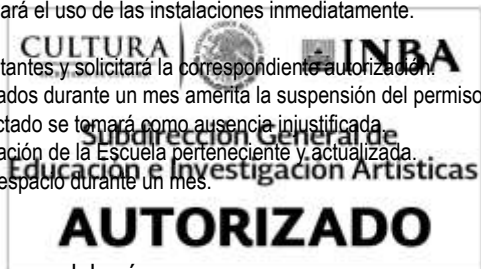 ará el uso de las instalaciones inmediatamente.
CULTURA INBA
tantes y solicitará la correspondiente autorización.
ados durante un mes amerita la suspensión del permiso
ctado se tomará como ausencia injustificada.
Subdirección General de
ación de la Escuela perteneciente y actualizada.
Educación e Investigación Artísticas
espacio durante un mes.
AUTORIZADO